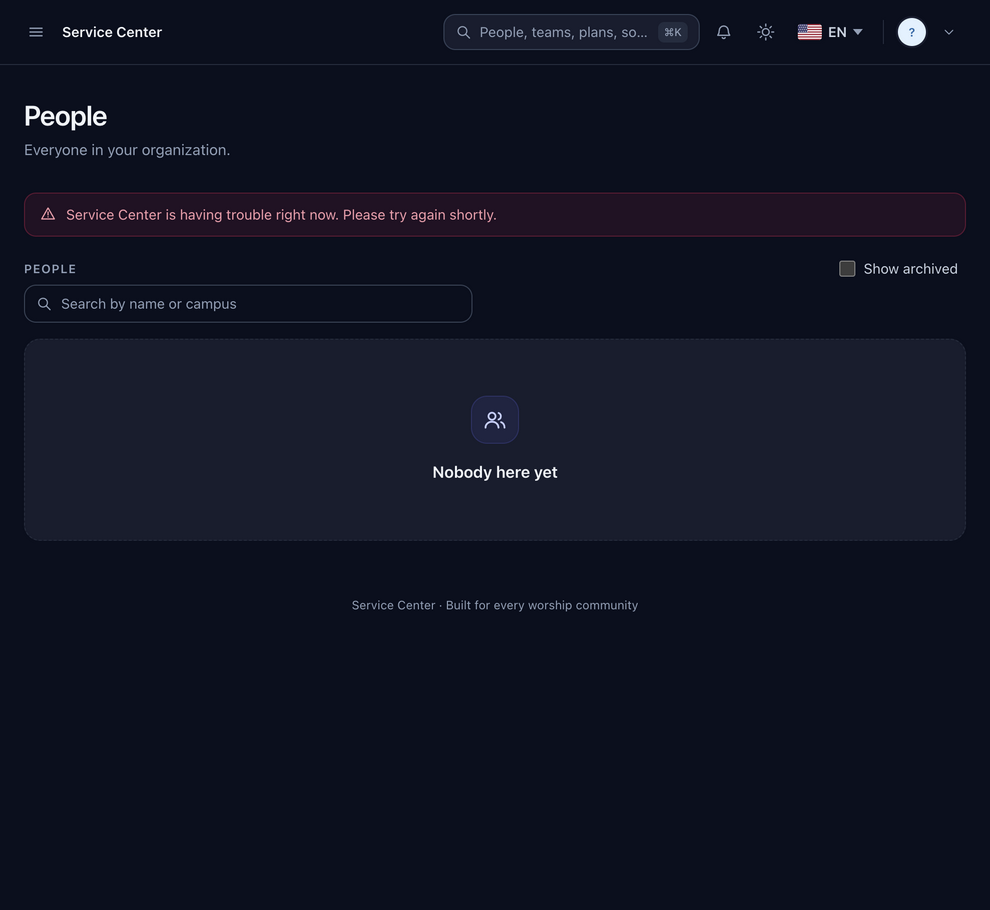 Service Center
People, teams, plans, so...
⌘K
EN
?
People
Everyone in your organization.
Service Center is having trouble right now. Please try again shortly.
PEOPLE
Show archived
Search by name or campus
Nobody here yet
Service Center · Built for every worship community